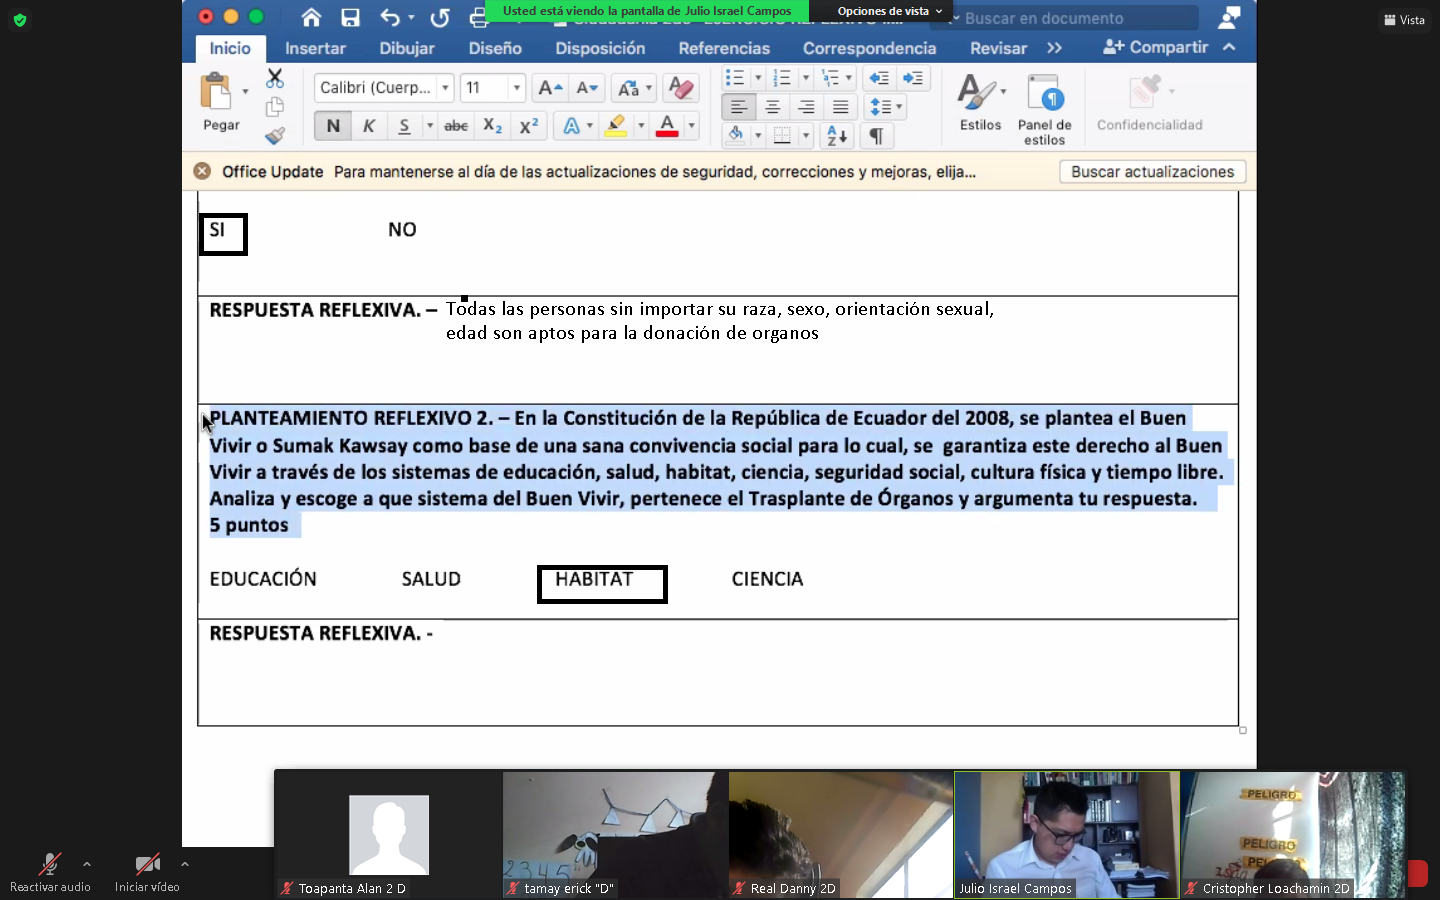 Usted está viendo la pantalla de Julio Israel Campos
Opciones de vista
Vista
Buscar en documento
Inicio
Insertar
Dibujar
Diseño
Disposición
Referencias
Correspondencia
Revisar
Compartir
Pegar
Calibri (Cuerp...
11
N K S abc X2 X2
Estilos
Panel de
estilos
Confidencialidad
Office Update Para mantenerse al día de las actualizaciones de seguridad, correcciones y mejoras, elija...
Buscar actualizaciones
SI NO
RESPUESTA REFLEXIVA. – Todas las personas sin importar su raza, sexo, orientación sexual,
edad son aptos para la donación de organos
PLANTEAMIENTO REFLEXIVO 2. – En la Constitución de la República de Ecuador del 2008, se plantea el Buen
Vivir o Sumak Kawsay como base de una sana convivencia social para lo cual, se garantiza este derecho al Buen
Vivir a través de los sistemas de educación, salud, habitat, ciencia, seguridad social, cultura física y tiempo libre.
Analiza y escoge a que sistema del Buen Vivir, pertenece el Trasplante de Órganos y argumenta tu respuesta.
5 puntos
EDUCACIÓN SALUD HABITAT CIENCIA
RESPUESTA REFLEXIVA. -
PELIGRO
PELIGRO
2345
Reactivar audio
Iniciar vídeo
Toapanta Alan 2 D
tamay erick "D"
Real Danny 2D
Julio Israel Campos
Cristopher Loachamin 2D